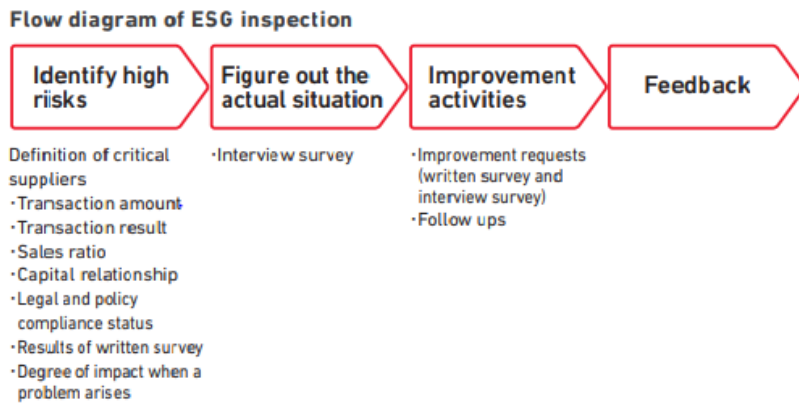 Flow diagram of ESG inspection
Identify high
risks
Figure out the
actual situation
Improvement
activities
Feedback
Definition of critical
suppliers
・Transaction amount
・Transaction result
・Sales ratio
・Capital relationship
・Legal and policy
compliance status
・Results of written survey
・Degree of impact when a
problem arises
・Interview survey
・Improvement requests
(written survey and
interview survey)
・Follow ups